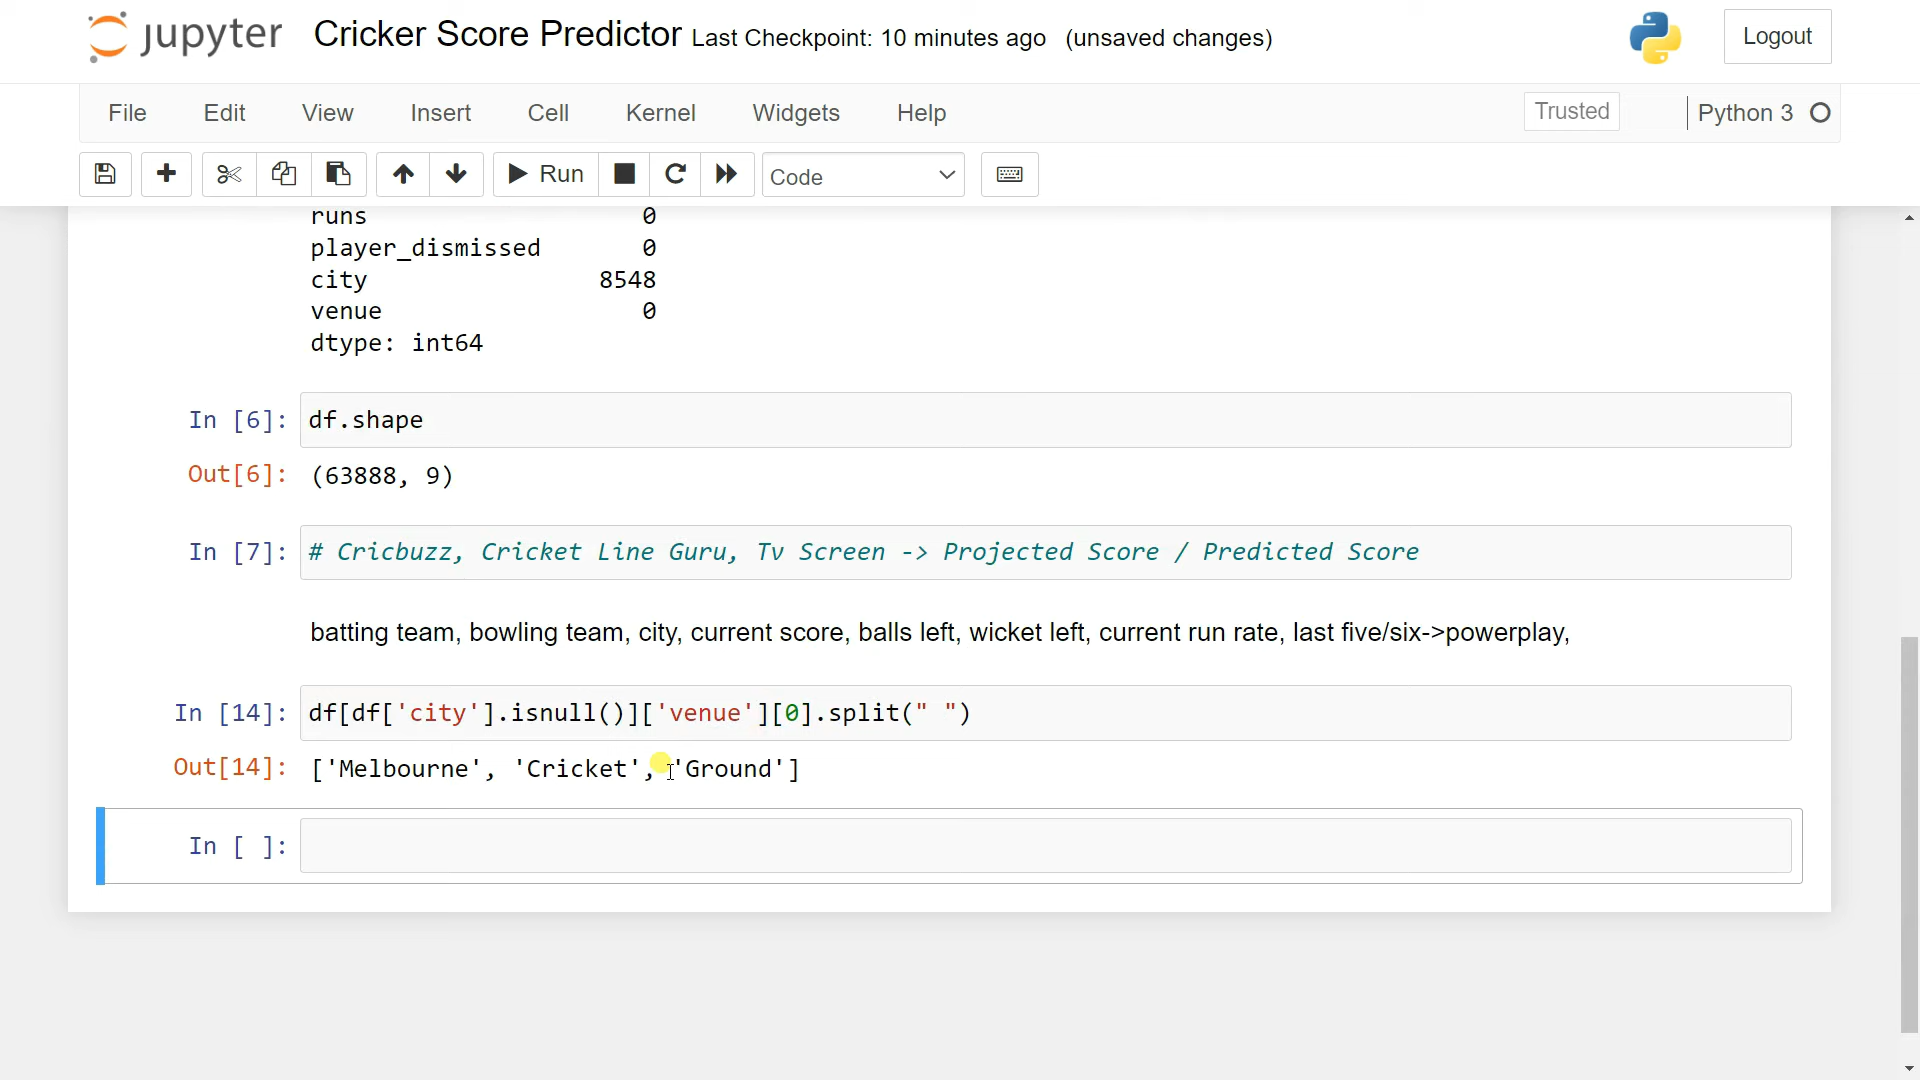 jupyter Cricker Score Predictor Last Checkpoint: 10 minutes ago (unsaved changes) Logout
File Edit View Insert Cell Kernel Widgets Help Trusted Python 3
Run Code
runs 0
player_dismissed 0
city 8548
venue 0
dtype: int64
In [6]: df.shape
Out[6]: (63888, 9)
In [7]: # Cricbuzz, Cricket Line Guru, Tv Screen -> Projected Score / Predicted Score
batting team, bowling team, city, current score, balls left, wicket left, current run rate, last five/six->powerplay,
In [14]: df[df['city'].isnull()]['venue'][0].split(" ")
Out[14]: ['Melbourne', 'Cricket', 'Ground']
In [ ]: